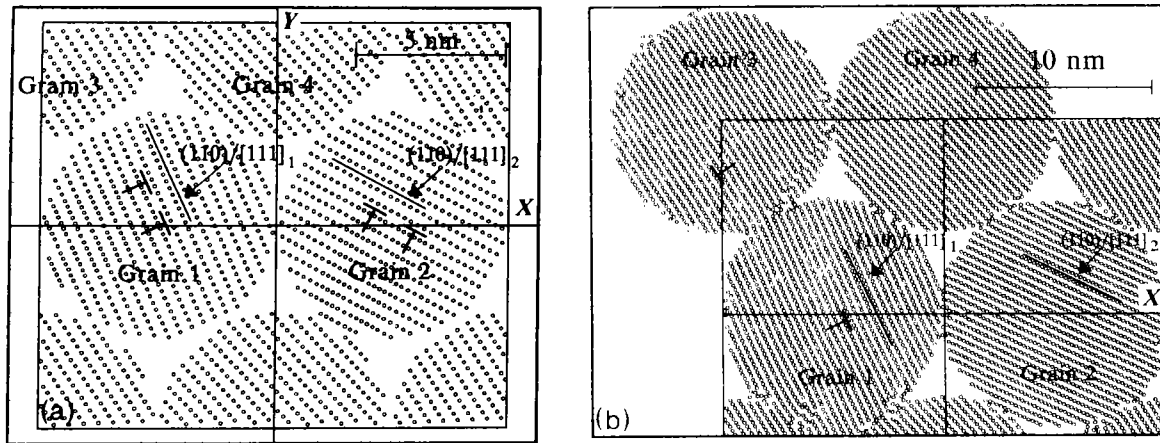 Y
5 nm
Grain 3
Grain 4
(110)/[111]1
(110)/[111]2
X
Grain 1
Grain 2
(a)
Grain 3
Grain 4
10 nm
Y
(110)/[111]1
(110)/[111]2
X
Grain 1
Grain 2
(b)